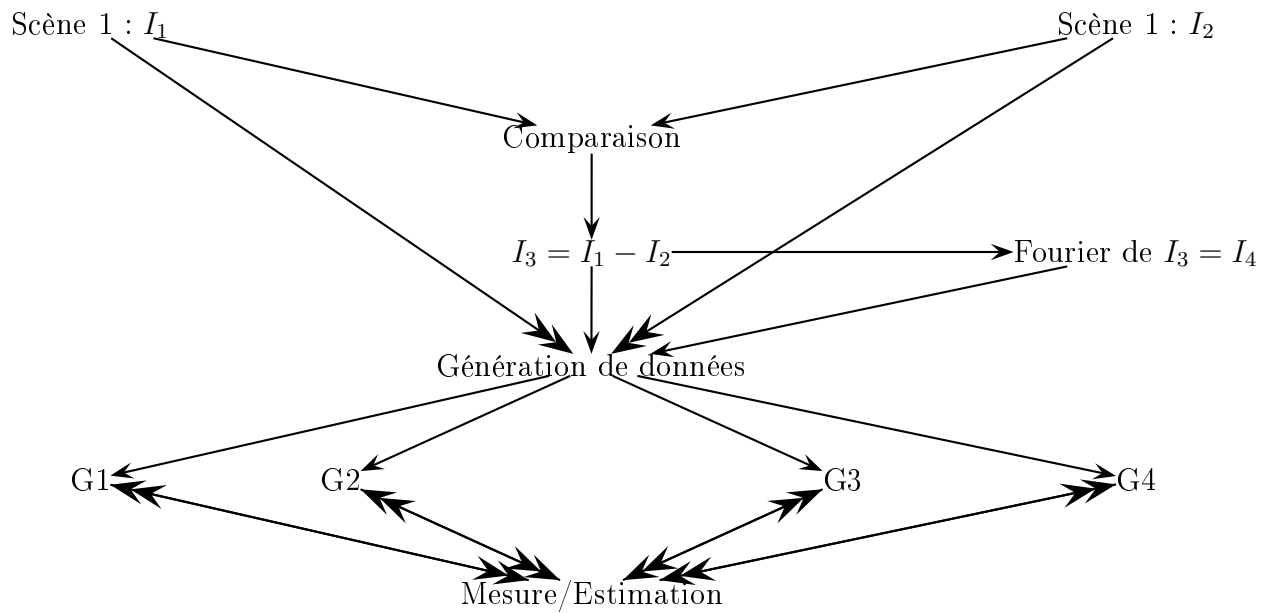 Scène 1 : I₁ Scène 1 : I₂
Comparaison
I₃ = I₁ − I₂ Fourier de I₃ = I₄
Génération de données
G1 G2 G3 G4
Mesure/Estimation